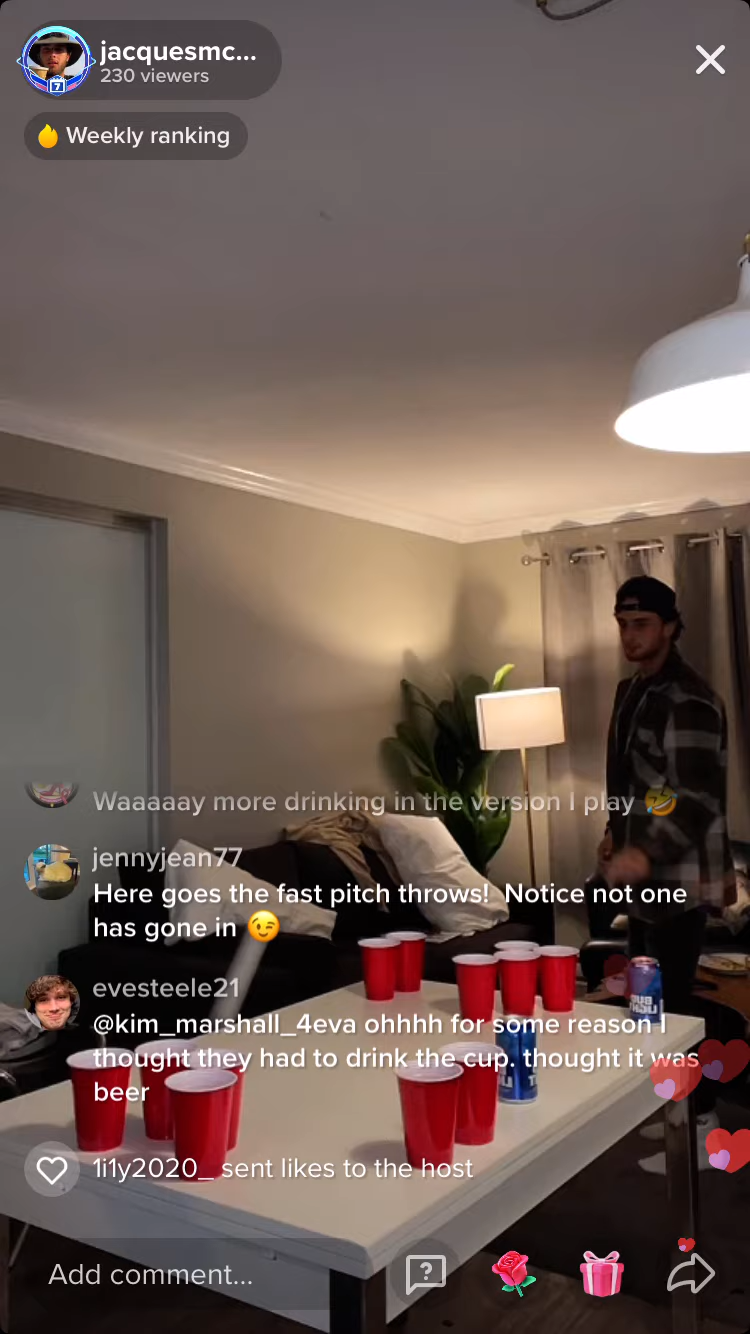 jacquesmc...
230 viewers
7
Weekly ranking
Waaaaay more drinking in the version I play 🤣
jennyjean77
Here goes the fast pitch throws! Notice not one
has gone in 😉
evesteele21
@kim_marshall_4eva ohhhh for some reason I
thought they had to drink the cup. thought it was
beer
1i1y2020_ sent likes to the host
Add comment...